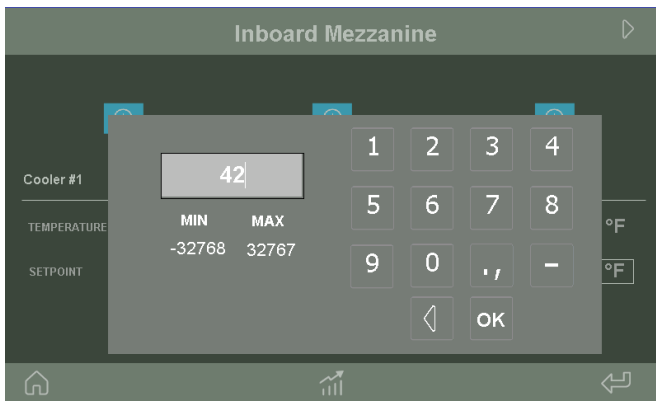 Inboard Mezzanine
Cooler #1
TEMPERATURE
SETPOINT
42
MIN MAX
-32768 32767
1 2 3 4
5 6 7 8
9 0 ., –
OK
°F
°F